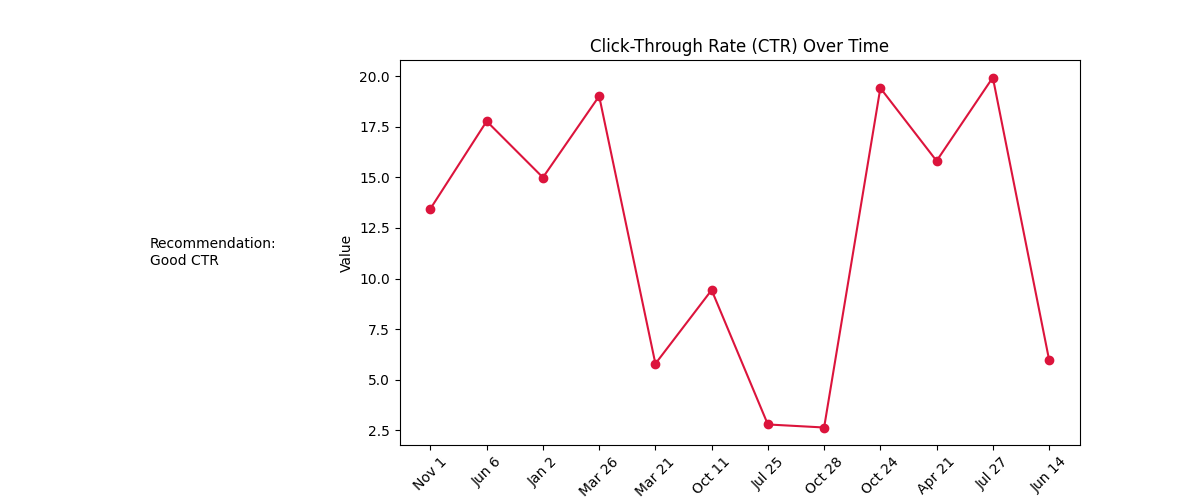 Click-Through Rate (CTR) Over Time
Recommendation:
Good CTR
Value
20.0
17.5
15.0
12.5
10.0
7.5
5.0
2.5
Nov 1
Jun 6
Jan 2
Mar 26
Mar 21
Oct 11
Jul 25
Oct 28
Oct 24
Apr 21
Jul 27
Jun 14